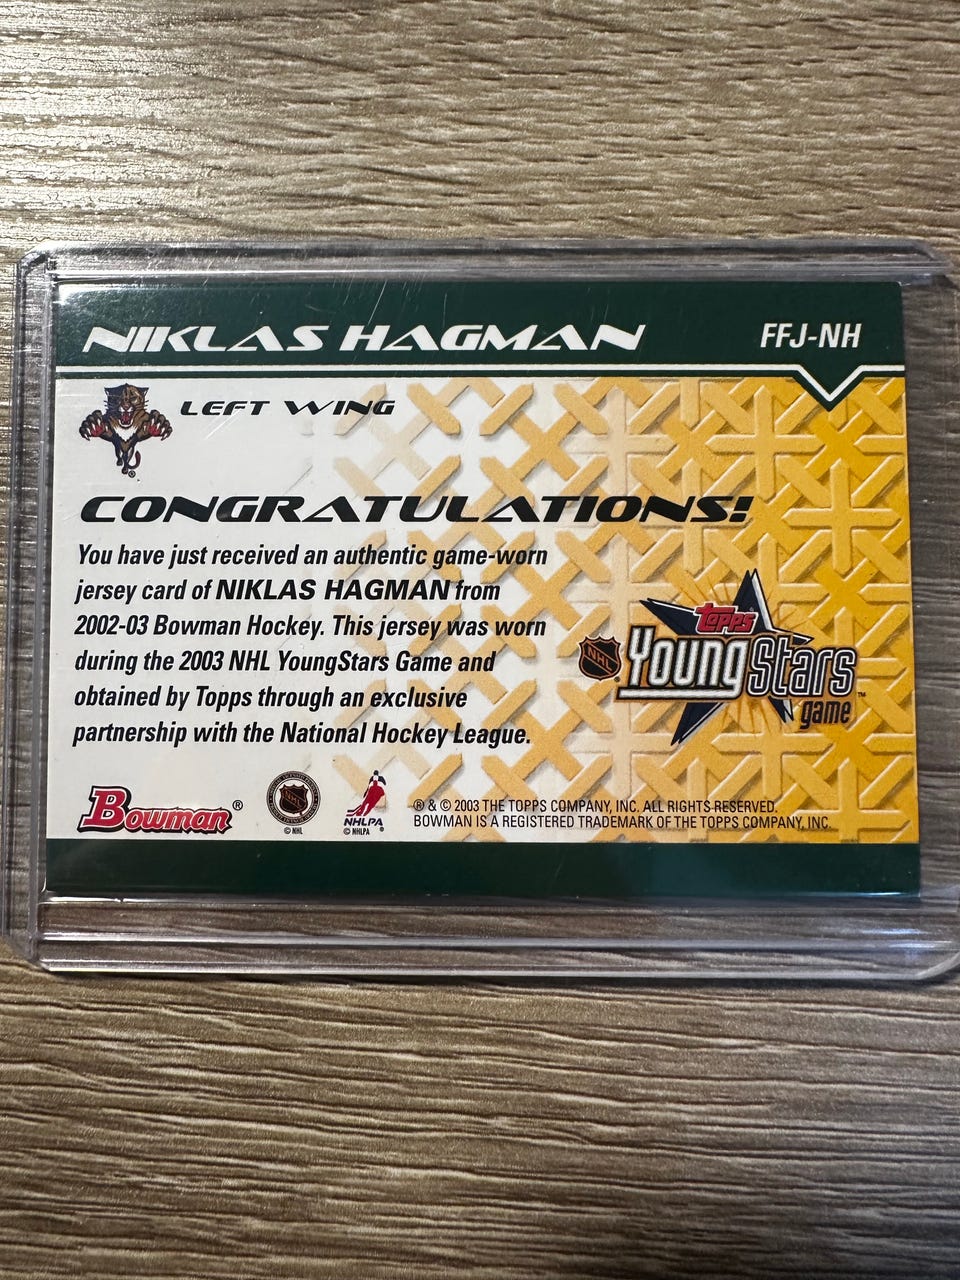 NIKLAS HAGMAN
FFJ-NH
LEFT WING
CONGRATULATIONS!
You have just received an authentic game-worn
jersey card of NIKLAS HAGMAN from
2002-03 Bowman Hockey. This jersey was worn
during the 2003 NHL YoungStars Game and
obtained by Topps through an exclusive
partnership with the National Hockey League.
Topps
NHL
YoungStars™
game
Bowman®
© NHL
NHLPA®
© NHLPA
® & © 2003 THE TOPPS COMPANY, INC. ALL RIGHTS RESERVED.
BOWMAN IS A REGISTERED TRADEMARK OF THE TOPPS COMPANY, INC.